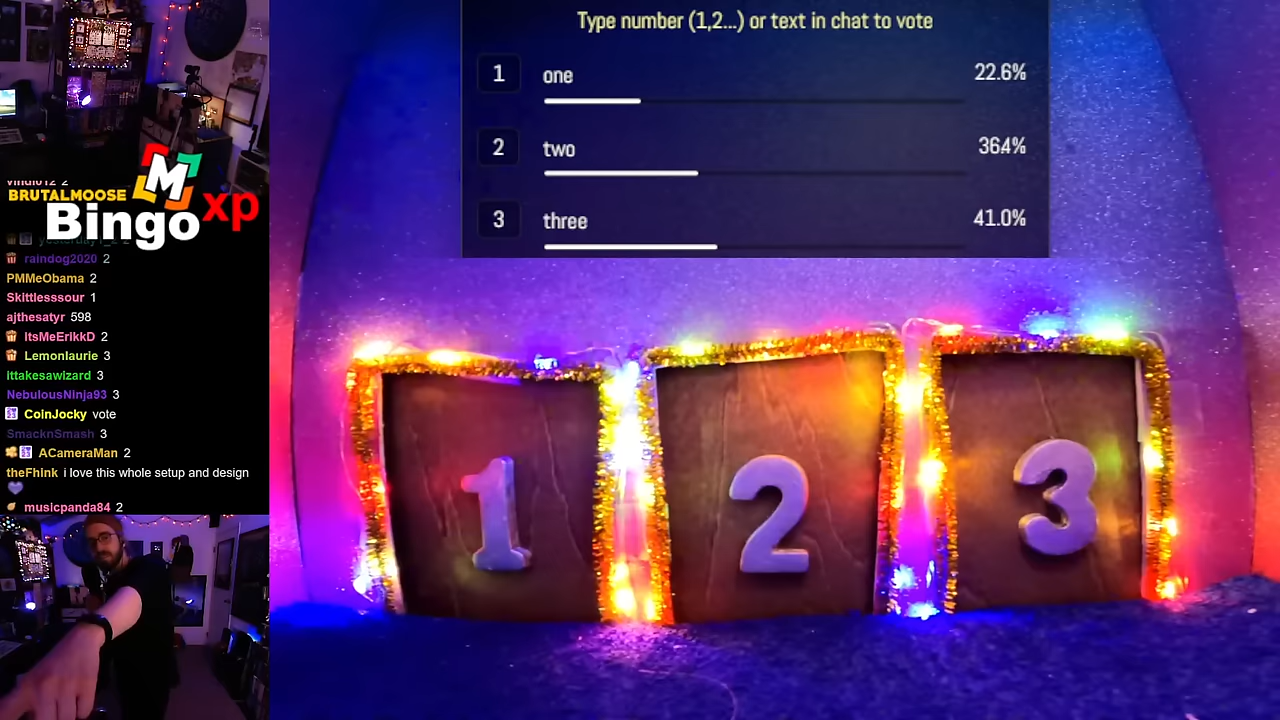 Type number (1,2...) or text in chat to vote
1 one 22.6%
2 two 36.4%
3 three 41.0%
BRUTALMOOSE
M
Bingo xp
raindog2020 2
PMMeObama 2
Skittlesssour 1
ajthesatyr 598
ItsMeErikkD 2
Lemonlaurie 3
ittakesawizard 3
NebulousNinja93 3
CoinJocky vote
SmacknSmash 3
ACameraMan 2
theFhink i love this whole setup and design
musicpanda84 2
1 2 3